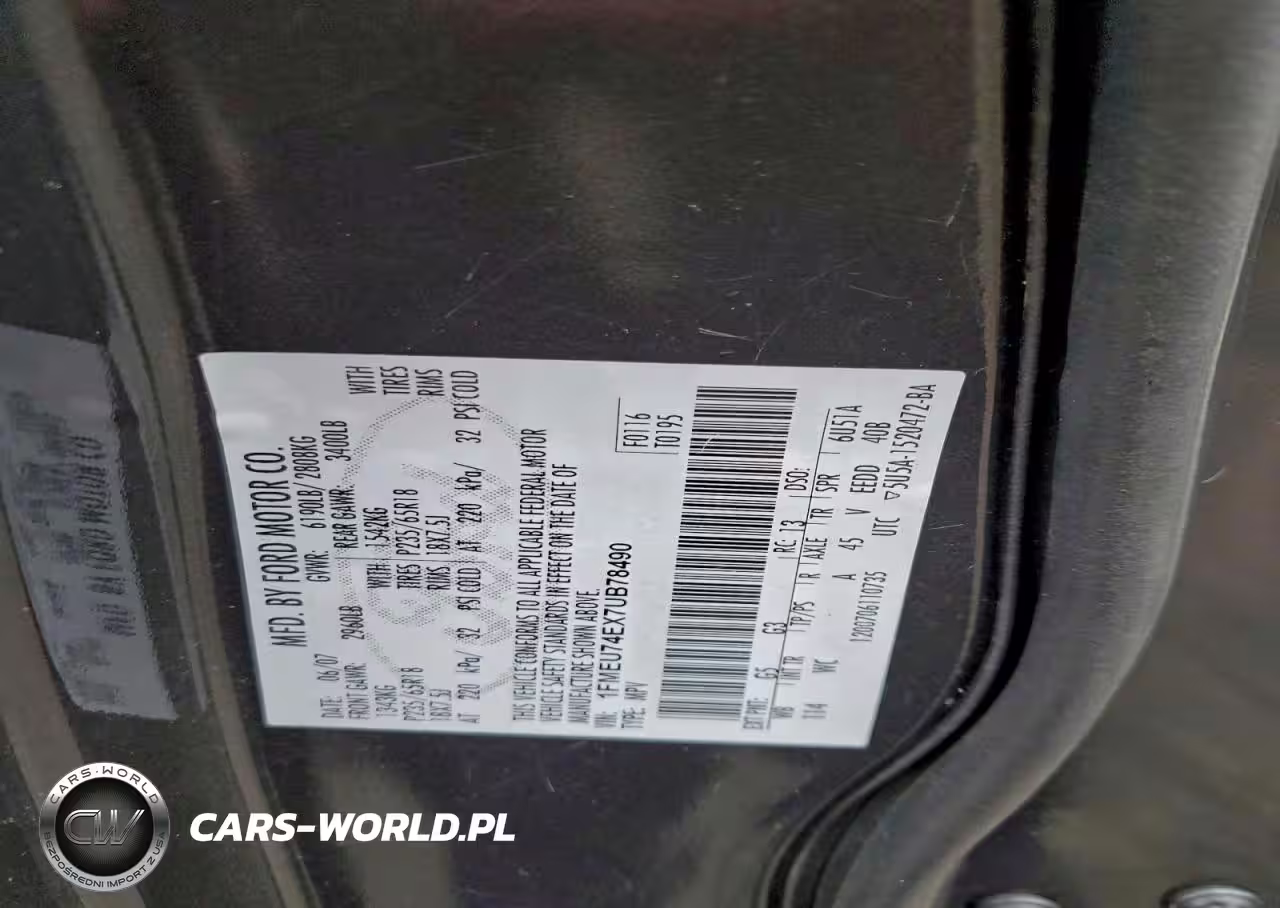 MFD. BY FORD MOTOR CO.
DATE: 06/07 GVWR: 6190LB/2808KG
FRONT GAWR: 2960LB REAR GAWR: 3400LB
1342KG WITH 1542KG WITH
P235/65R18 TIRES P235/65R18 TIRES
18X7.5J RIMS 18X7.5J RIMS
AT 220 kPa/ 32 PSI COLD AT 220 kPa/ 32 PSI COLD
THIS VEHICLE CONFORMS TO ALL APPLICABLE FEDERAL MOTOR
VEHICLE SAFETY STANDARDS IN EFFECT ON THE DATE OF
MANUFACTURE SHOWN ABOVE.
VIN: 1FMEU74EX7UB78490
TYPE: MPV
F0116
T0195
EXT PNT: G5 G3 RC: 13 DSO:
WB INT TR TP/PS R AXLE TR SPR 6U51A
114 WC A 45 V EEDD 40B
1200706110735 UTC ▽5U5A-1520472-BA
CARS-WORLD
CW
BEZPOŚREDNI IMPORT Z USA
CARS-WORLD.PL